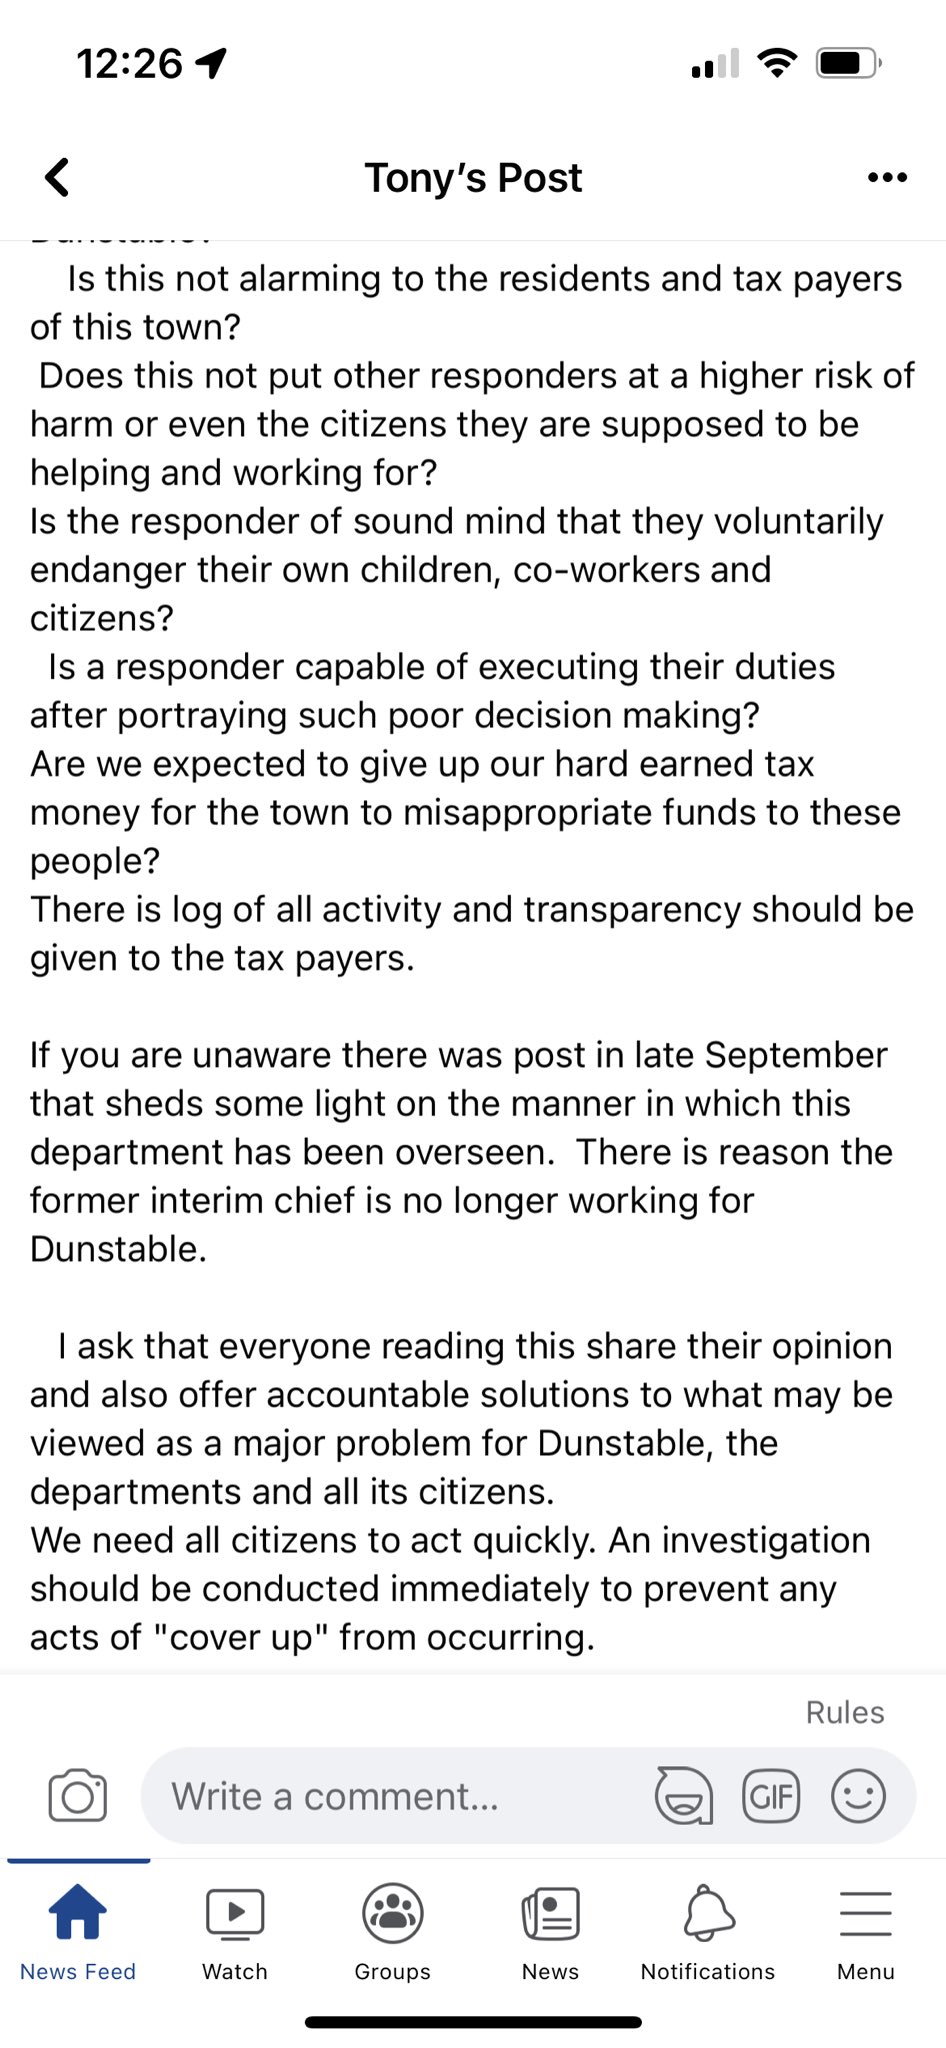 12:26
Tony's Post
Is this not alarming to the residents and tax payers
of this town?
Does this not put other responders at a higher risk of
harm or even the citizens they are supposed to be
helping and working for?
Is the responder of sound mind that they voluntarily
endanger their own children, co-workers and
citizens?
Is a responder capable of executing their duties
after portraying such poor decision making?
Are we expected to give up our hard earned tax
money for the town to misappropriate funds to these
people?
There is log of all activity and transparency should be
given to the tax payers.
If you are unaware there was post in late September
that sheds some light on the manner in which this
department has been overseen.  There is reason the
former interim chief is no longer working for
Dunstable.
I ask that everyone reading this share their opinion
and also offer accountable solutions to what may be
viewed as a major problem for Dunstable, the
departments and all its citizens.
We need all citizens to act quickly. An investigation
should be conducted immediately to prevent any
acts of "cover up" from occurring.
Rules
Write a comment...
GIF
News Feed
Watch
Groups
News
Notifications
Menu